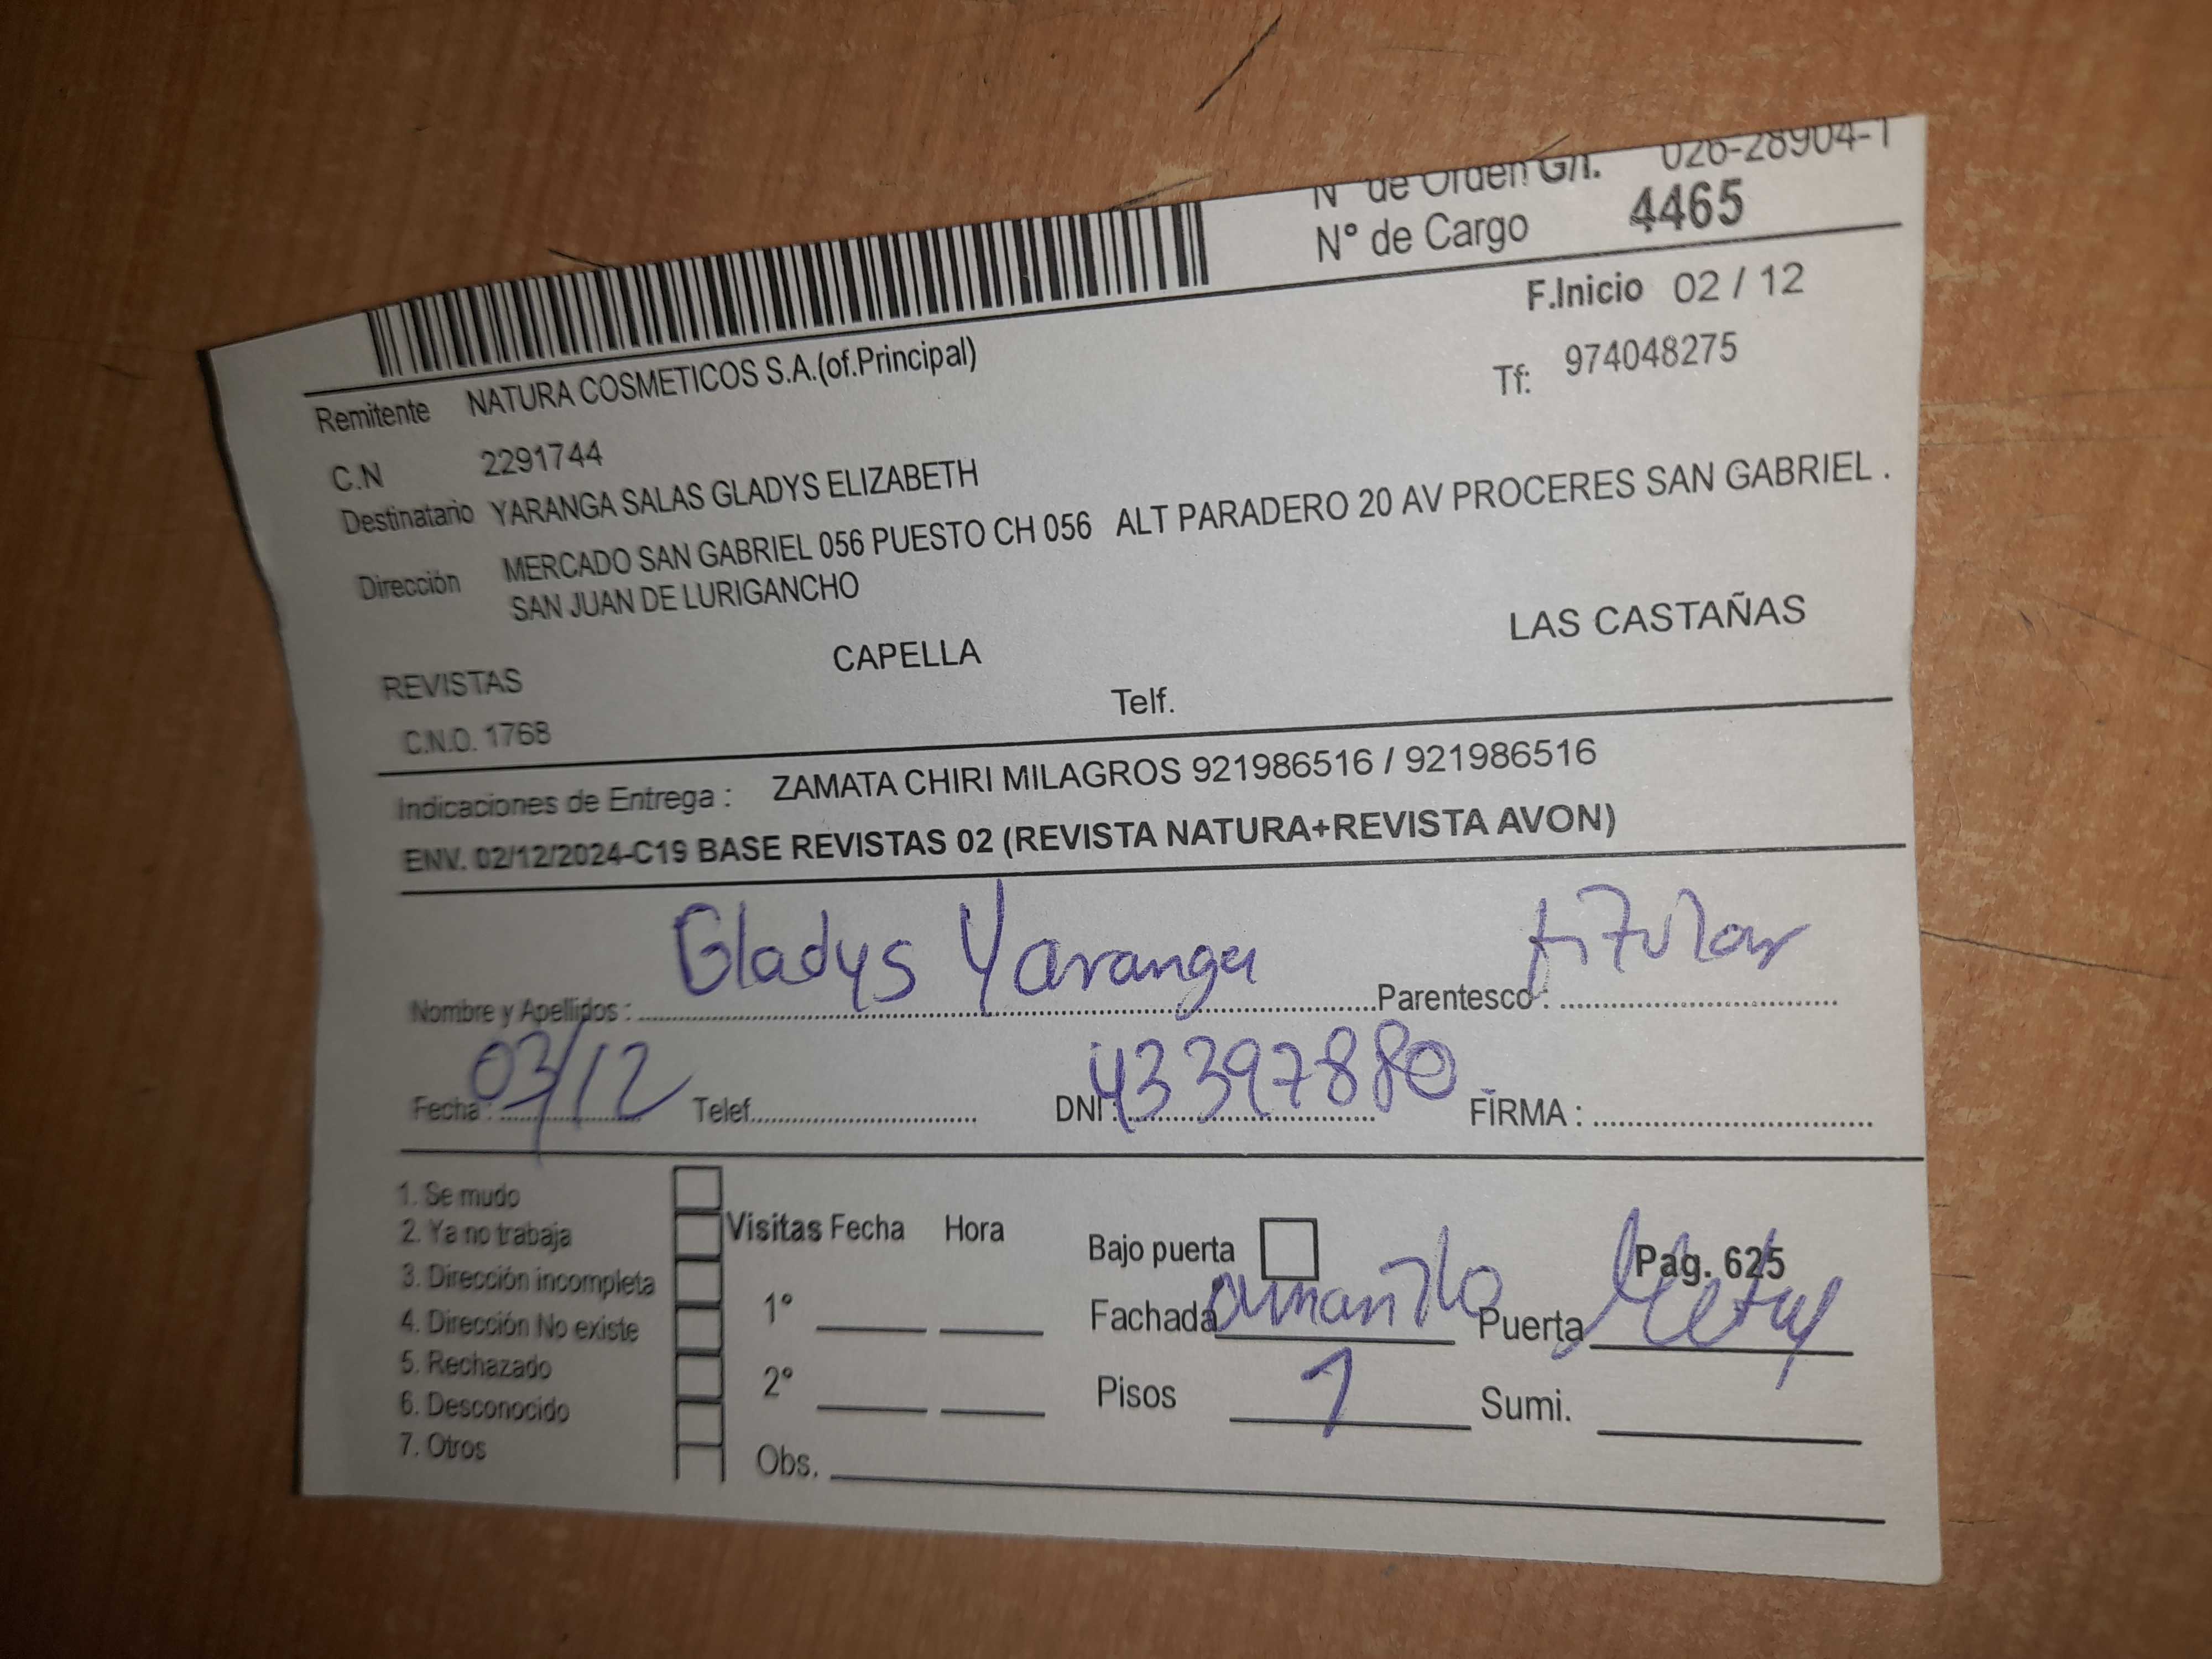 N° de Orden G/I. 026-28904-1
N° de Cargo 4465
F.Inicio 02 / 12
Remitente NATURA COSMETICOS S.A.(of.Principal)
Tf: 974048275
C.N 2291744
Destinatario YARANGA SALAS GLADYS ELIZABETH
Dirección MERCADO SAN GABRIEL 056 PUESTO CH 056 ALT PARADERO 20 AV PROCERES SAN GABRIEL .
SAN JUAN DE LURIGANCHO
REVISTAS CAPELLA LAS CASTAÑAS
C.N.O. 1768 Telf.
Indicaciones de Entrega : ZAMATA CHIRI MILAGROS 921986516 / 921986516
ENV. 02/12/2024-C19 BASE REVISTAS 02 (REVISTA NATURA+REVISTA AVON)
Nombre y Apellidos : Gladys Yaranga Parentesco : titular
Fecha : 03/12 Telef. DNI : 43397880 FIRMA :
1. Se mudo
2. Ya no trabaja
3. Dirección incompleta
4. Dirección No existe
5. Rechazado
6. Desconocido
7. Otros
Visitas Fecha Hora
1°
2°
Obs.
Bajo puerta Pag. 625
Fachada amarillo Puerta Metal
Pisos 1 Sumi.